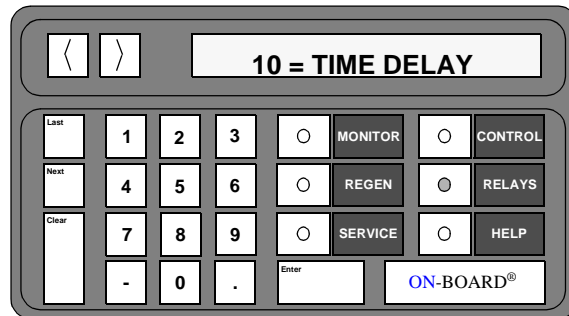 〈 〉 10 = TIME DELAY
Last 1 2 3 MONITOR CONTROL
Next 4 5 6 REGEN RELAYS
Clear 7 8 9 SERVICE HELP
- 0 . Enter ON-BOARD®